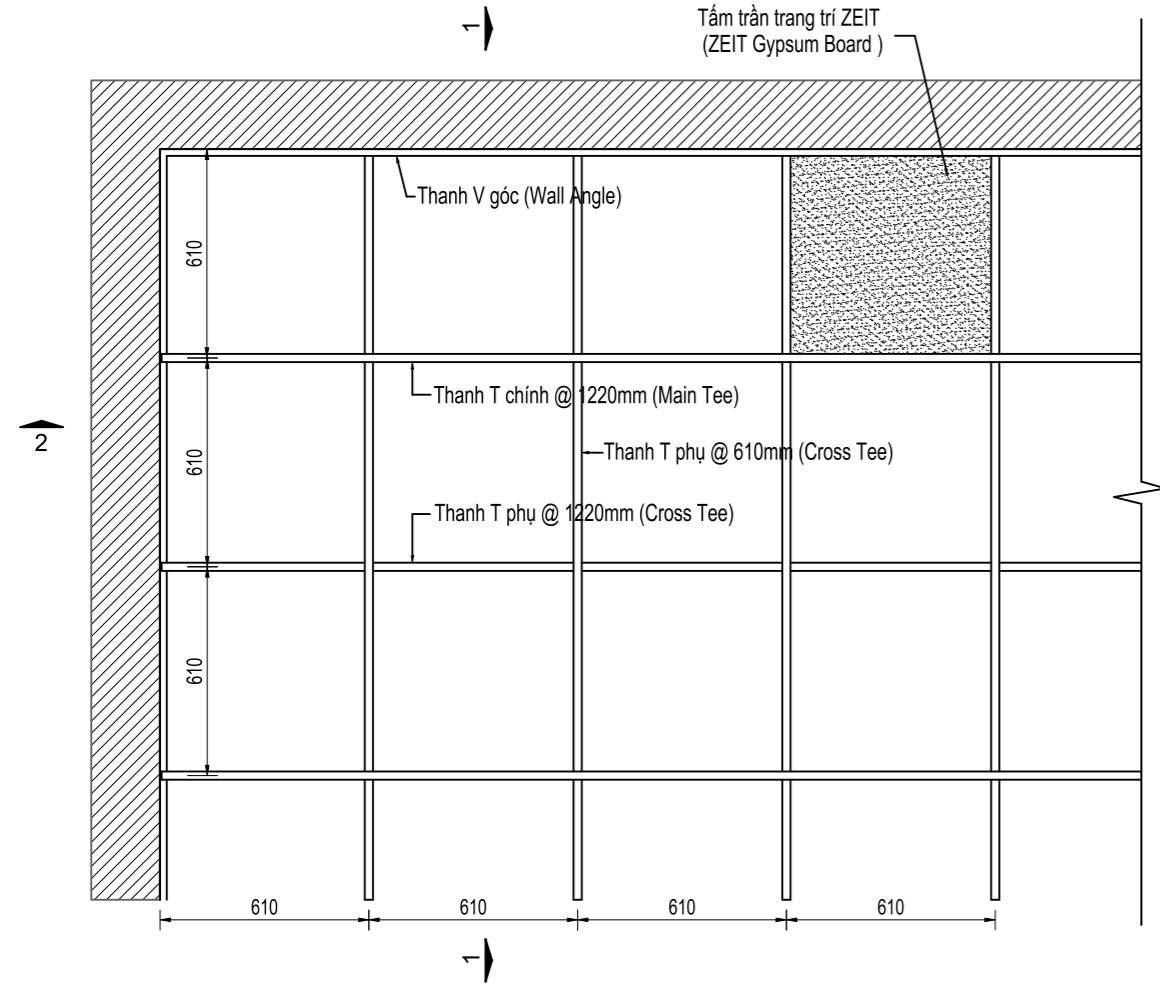 1
Tấm trần trang trí ZEIT
(ZEIT Gypsum Board )
Thanh V góc (Wall Angle)
610
Thanh T chính @ 1220mm (Main Tee)
2
Thanh T phụ @ 610mm (Cross Tee)
610
Thanh T phụ @ 1220mm (Cross Tee)
610
610
610
610
610
1